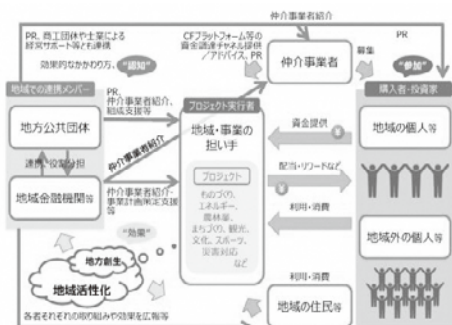 仲介事業者紹介
PR、商工団体や士業による
経営サポート等とも連携
効果的なかかわり方、
"認知"
CFプラットフォーム等の
資金調達チャネル提供
/アドバイス、PR
仲介事業者
募集
PR
"参加"
地域での連携メンバー
地方公共団体
連携・役割分担
地域金融機関等
PR、
仲介事業者紹介、
組成支援等
仲介事業者紹介
仲介事業者紹介・
事業計画策定支援
等
プロジェクト実行者
地域・事業の
担い手
プロジェクト
ものづくり、
エネルギー、
農林業、
まちづくり、観光、
文化、スポーツ、
災害対応
など
資金提供
¥
配当・リワードなど
¥
利用・消費
購入者・投資家
地域の個人等
地域外の個人等
"効果"
地方創生
地域活性化
各者それぞれの取り組みや効果を広報等
利用・消費
地域の住民等